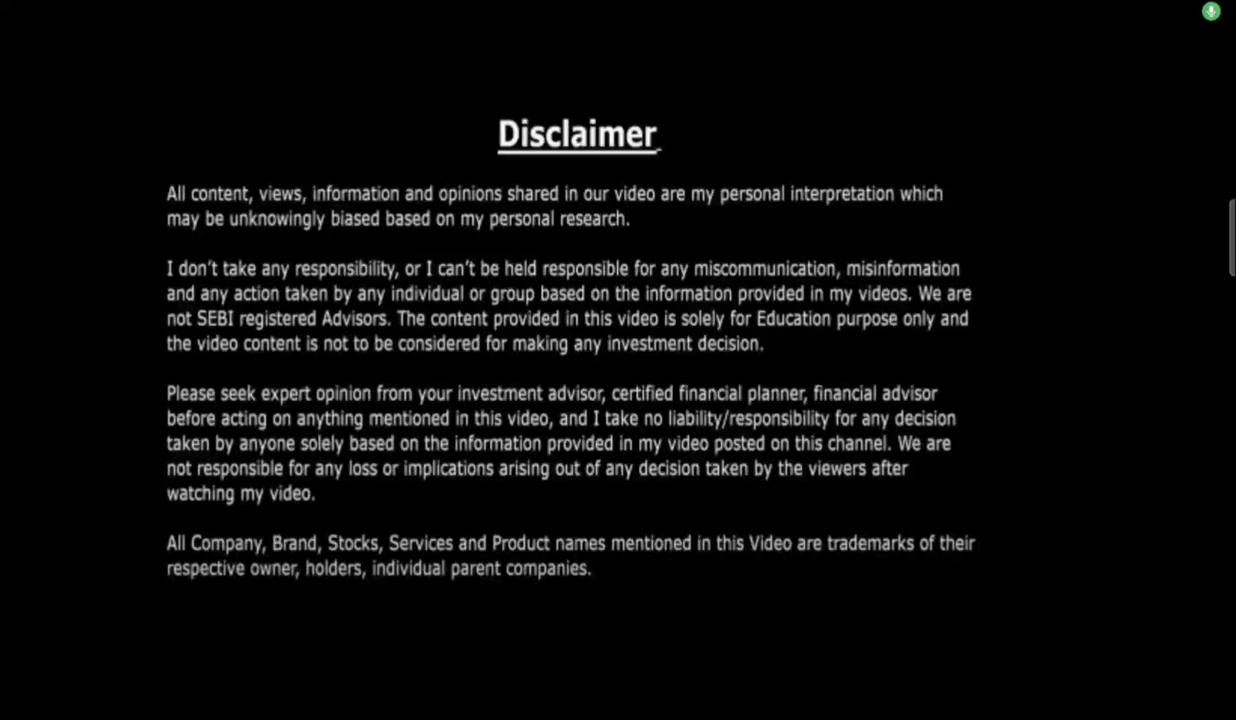 Disclaimer
All content, views, information and opinions shared in our video are my personal interpretation which
may be unknowingly biased based on my personal research.
I don't take any responsibility, or I can't be held responsible for any miscommunication, misinformation
and any action taken by any individual or group based on the information provided in my videos. We are
not SEBI registered Advisors. The content provided in this video is solely for Education purpose only and
the video content is not to be considered for making any investment decision.
Please seek expert opinion from your investment advisor, certified financial planner, financial advisor
before acting on anything mentioned in this video, and I take no liability/responsibility for any decision
taken by anyone solely based on the information provided in my video posted on this channel. We are
not responsible for any loss or implications arising out of any decision taken by the viewers after
watching my video.
All Company, Brand, Stocks, Services and Product names mentioned in this Video are trademarks of their
respective owner, holders, individual parent companies.